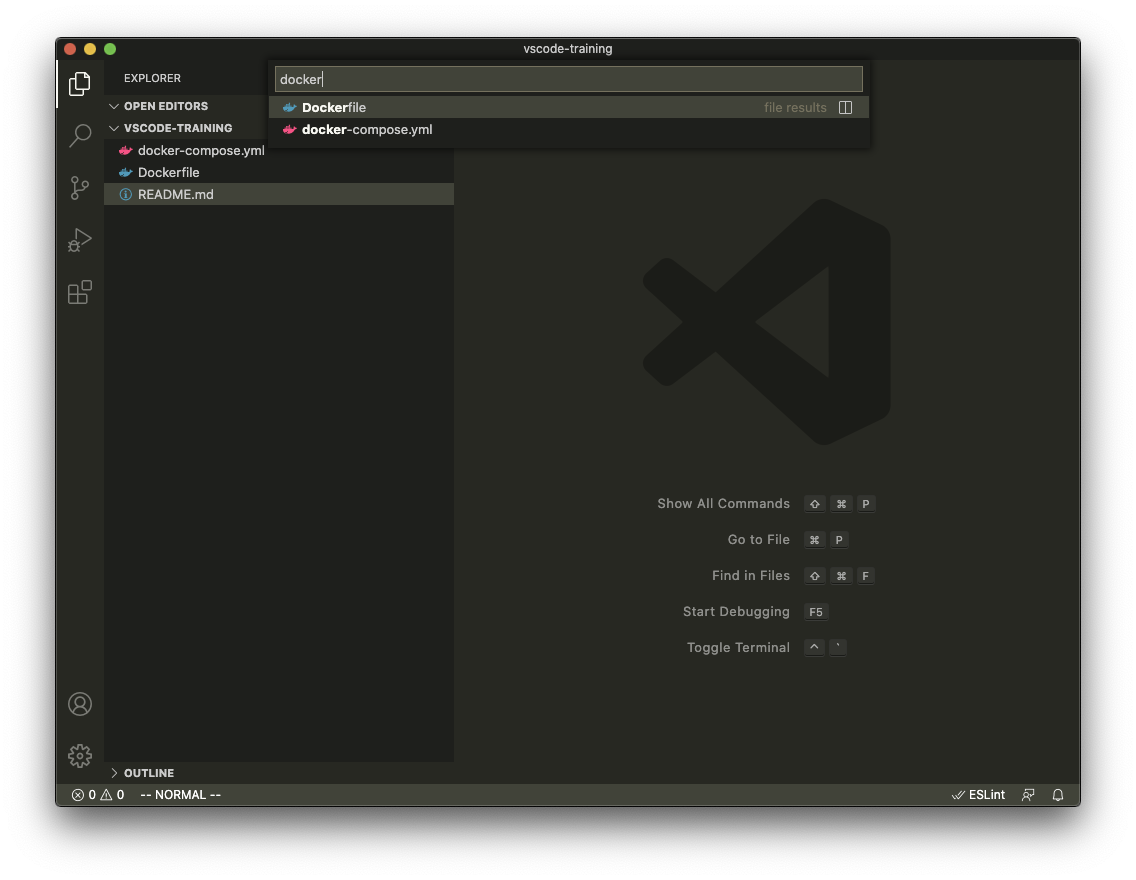 vscode-training
EXPLORER
docker
OPEN EDITORS
Dockerfile file results
VSCODE-TRAINING
docker-compose.yml
docker-compose.yml
Dockerfile
README.md
Show All Commands ⇧ ⌘ P
Go to File ⌘ P
Find in Files ⇧ ⌘ F
Start Debugging F5
Toggle Terminal ^ `
OUTLINE
0 0 -- NORMAL -- ESLint